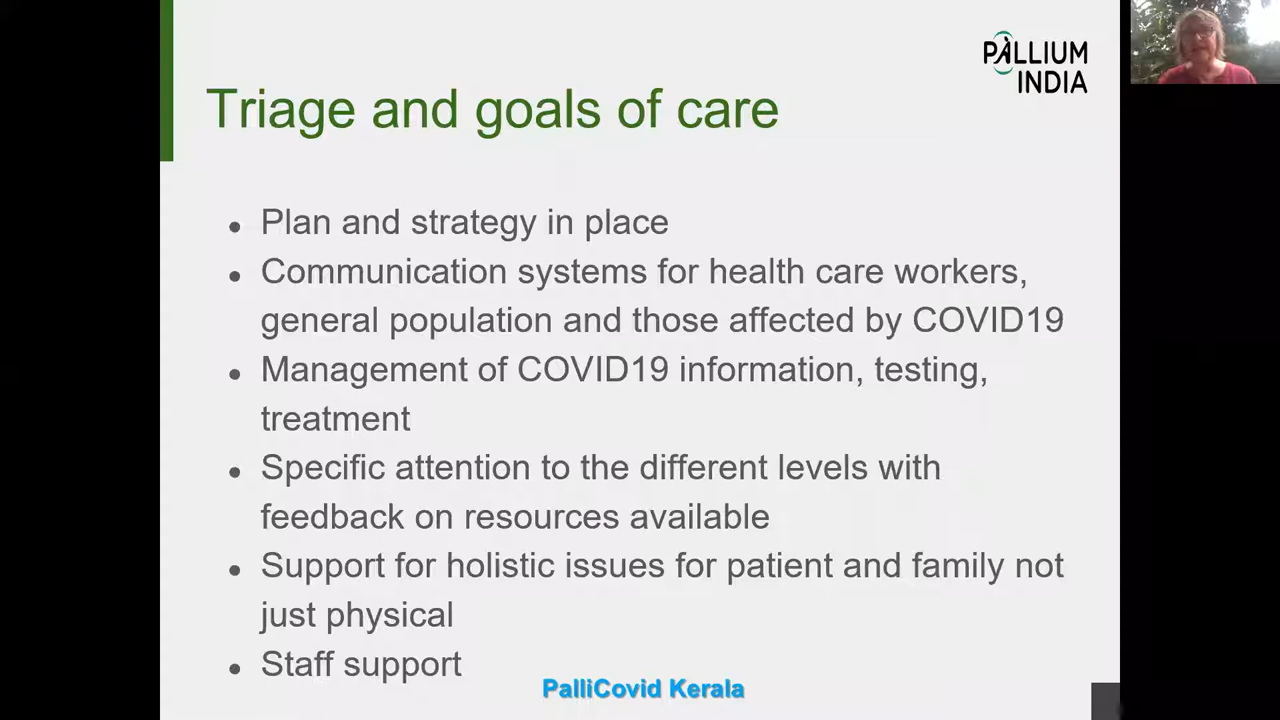 PALLIUM
INDIA
Triage and goals of care
● Plan and strategy in place
● Communication systems for health care workers,
general population and those affected by COVID19
● Management of COVID19 information, testing,
treatment
● Specific attention to the different levels with
feedback on resources available
● Support for holistic issues for patient and family not
just physical
● Staff support
PalliCovid Kerala